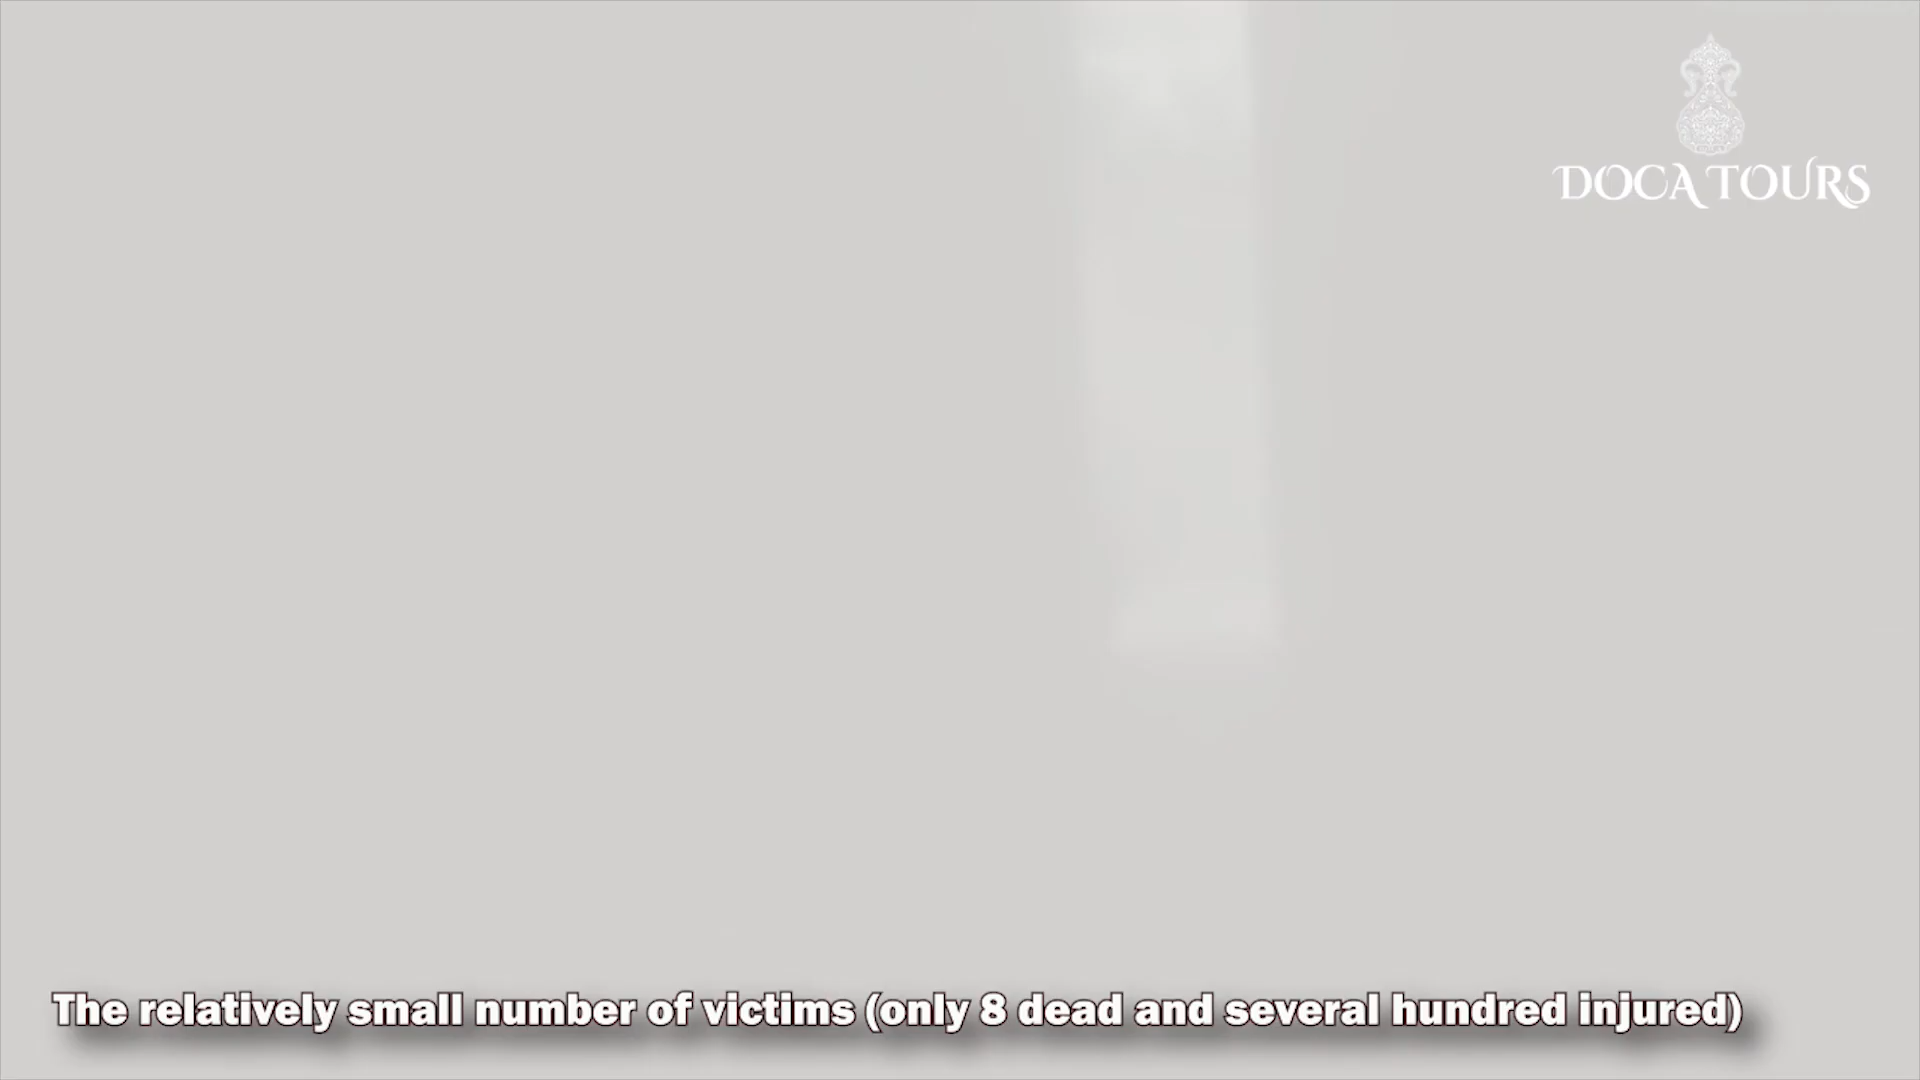 DOCA TOURS
The relatively small number of victims (only 8 dead and several hundred injured)